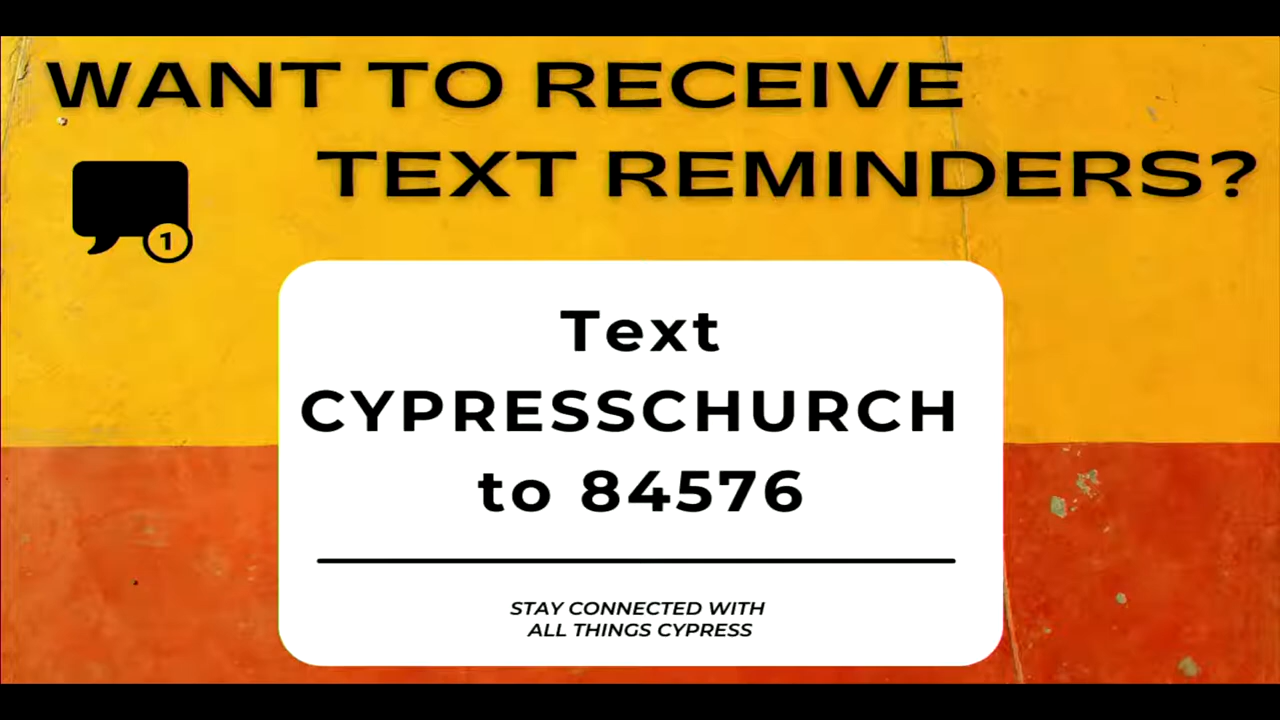 WANT TO RECEIVE
TEXT REMINDERS?
1
Text
CYPRESSCHURCH
to 84576
STAY CONNECTED WITH
ALL THINGS CYPRESS